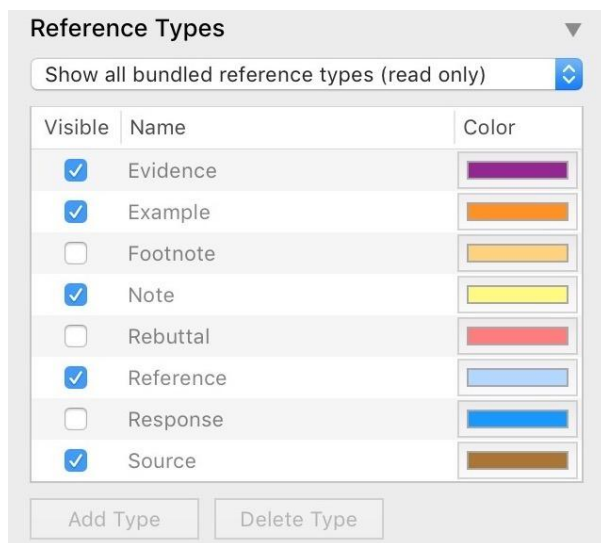 Reference Types
Show all bundled reference types (read only)
Visible Name Color
Evidence
Example
Footnote
Note
Rebuttal
Reference
Response
Source
Add Type Delete Type